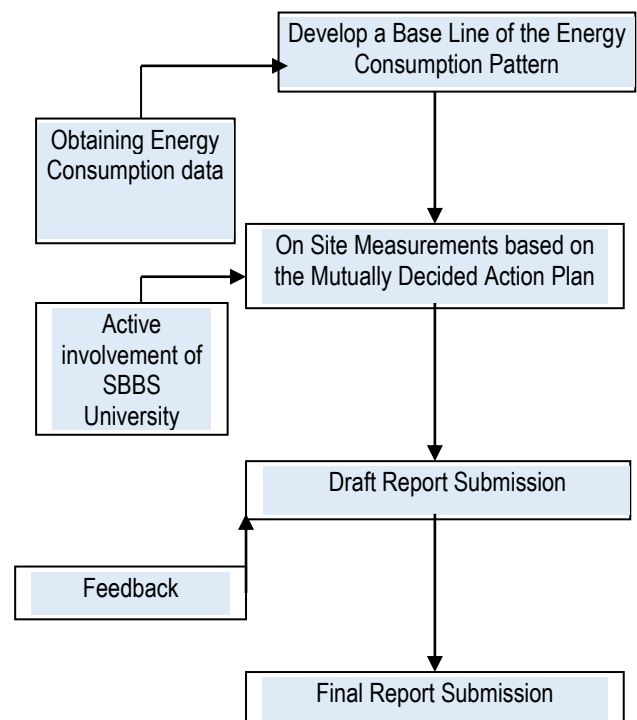 Develop a Base Line of the Energy
Consumption Pattern
Obtaining Energy
Consumption data
On Site Measurements based on
the Mutually Decided Action Plan
Active
involvement of
SBBS
University
Draft Report Submission
Feedback
Final Report Submission